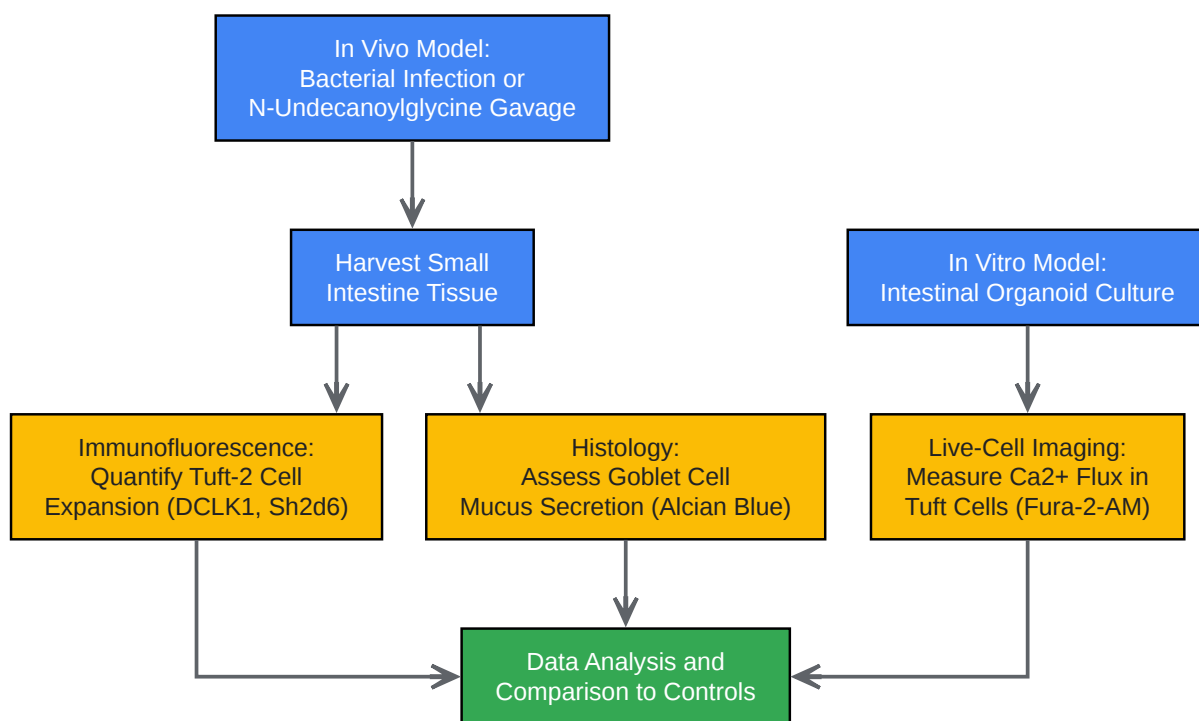 In Vivo Model:
Bacterial Infection or
N-Undecanoylglycine Gavage
Harvest Small
Intestine Tissue
In Vitro Model:
Intestinal Organoid Culture
Immunofluorescence:
Quantify Tuft-2 Cell
Expansion (DCLK1, Sh2d6)
Histology:
Assess Goblet Cell
Mucus Secretion (Alcian Blue)
Live-Cell Imaging:
Measure Ca2+ Flux in
Tuft Cells (Fura-2-AM)
Data Analysis and
Comparison to Controls